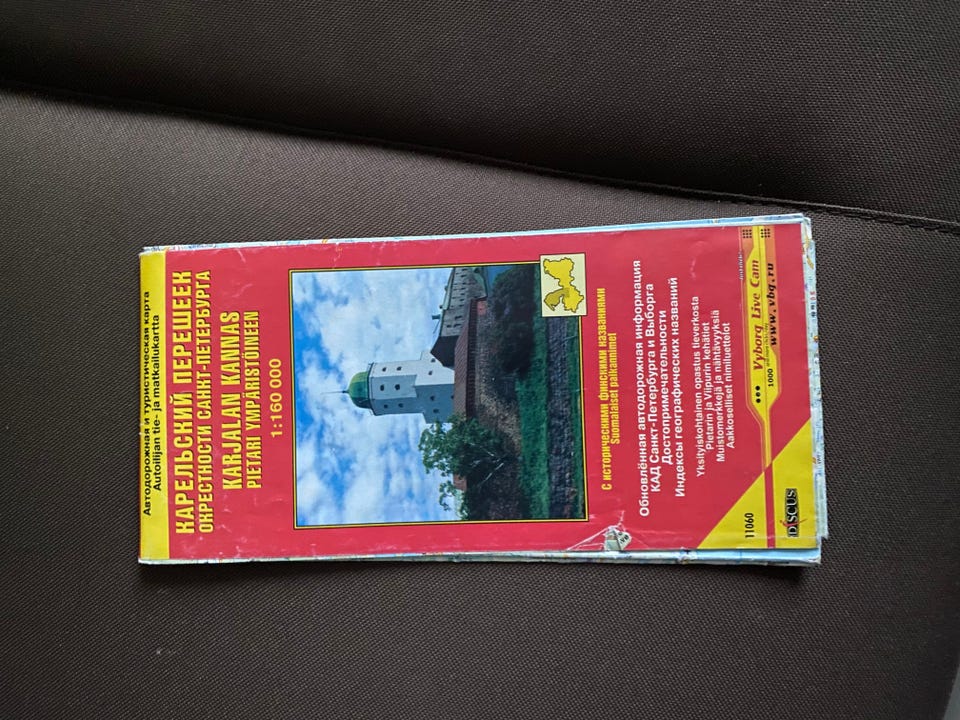 Автодорожная и туристическая карта
Autoilijan tie- ja matkailukartta
КАРЕЛЬСКИЙ ПЕРЕШЕЕК
ОКРЕСТНОСТИ САНКТ-ПЕТЕРБУРГА
KARJALAN KANNAS
PIETARI YMPÄRISTÖINEEN
1:160 000
С историческими финскими названиями
Suomalaiset paikannimet
Обновлённая автодорожная информация
КАД Санкт-Петербурга и Выборга
Достопримечательности
Индексы географических названий
Yksityiskohtainen opastus tieverkosta
Pietarin ja Viipurin kehätiet
Muistomerkkejä ja nähtävyyksiä
Aakkoselliset nimiluettelot
Vyborg Live Cam
www.vbg.ru
11060
DISCUS